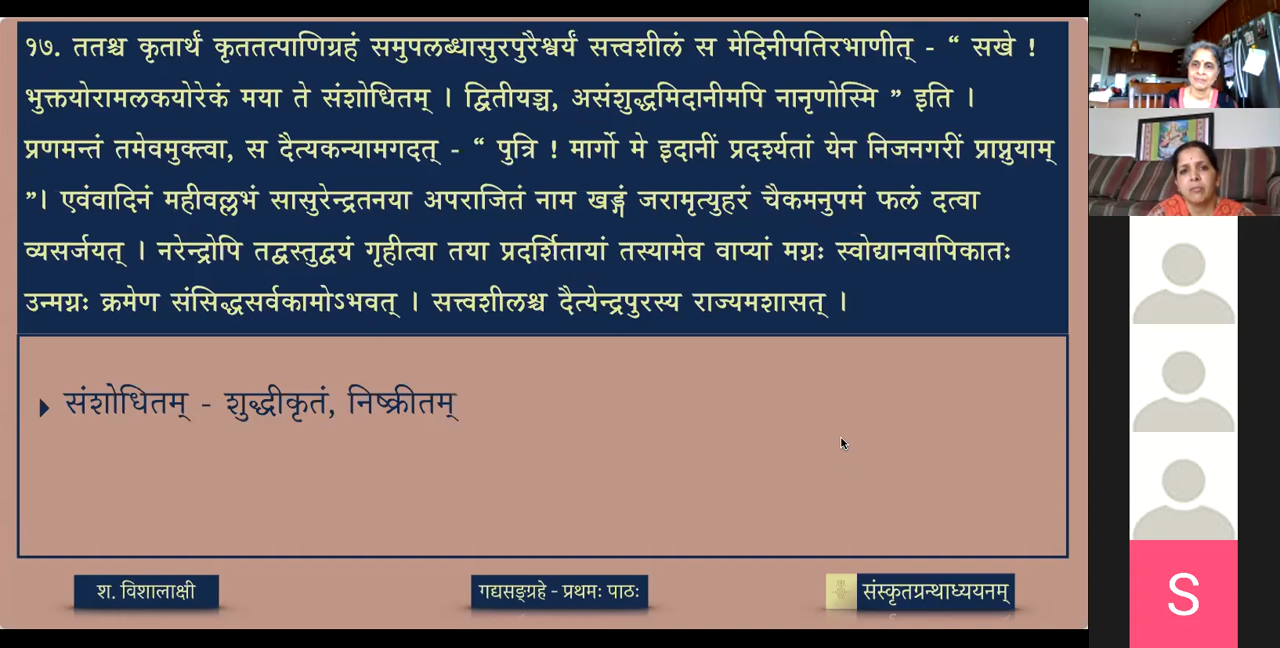 १७. ततश्च कृतार्थं कृततत्पाणिग्रहं समुपलब्धासुरपुरैश्वर्यं सत्त्वशीलं स मेदिनीपतिरभाणीत् - “ सखे !
भुक्तयोरामलकयोरेकं मया ते संशोधितम् । द्वितीयञ्च, असंशुद्धमिदानीमपि नानृणोस्मि ” इति ।
प्रणमन्तं तमेवमुक्त्वा, स दैत्यकन्यामगदत् - “ पुत्रि ! मार्गो मे इदानीं प्रदर्श्यतां येन निजनगरीं प्राप्नुयाम्
”। एवंवादिनं महीवल्लभं सासुरेन्द्रतनया अपराजितं नाम खड्गं जरामृत्युहरं चैकमनुपमं फलं दत्वा
व्यसर्जयत् । नरेन्द्रोपि तद्वस्तुद्वयं गृहीत्वा तया प्रदर्शितायां तस्यामेव वाप्यां मग्नः स्वोद्यानवापिकातः
उन्मग्नः क्रमेण संसिद्धसर्वकामोऽभवत् । सत्त्वशीलश्च दैत्येन्द्रपुरस्य राज्यमशासत् ।
संशोधितम् - शुद्धीकृतं, निष्क्रीतम्
श. विशालाक्षी
गद्यसङ्ग्रहे - प्रथमः पाठः
संस्कृतग्रन्थाध्ययनम्
S